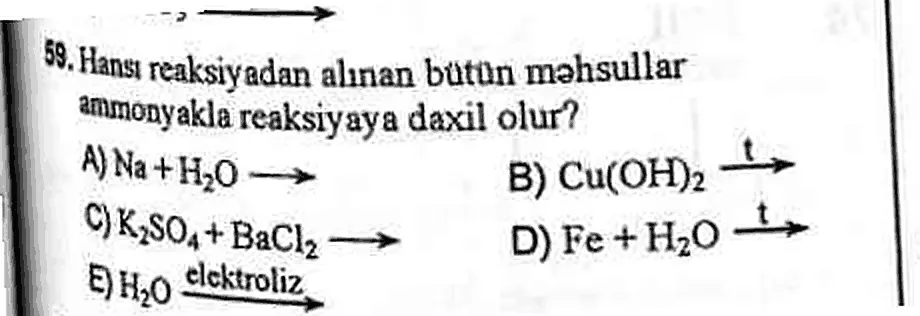 59. Hansı reaksiyadan alınan bütün məhsullar
ammonyakla reaksiyaya daxil olur?
A) Na + H₂O ⟶ B) Cu(OH)₂ —t→
C) K₂SO₄ + BaCl₂ ⟶ D) Fe + H₂O —t→
E) H₂O —elektroliz→